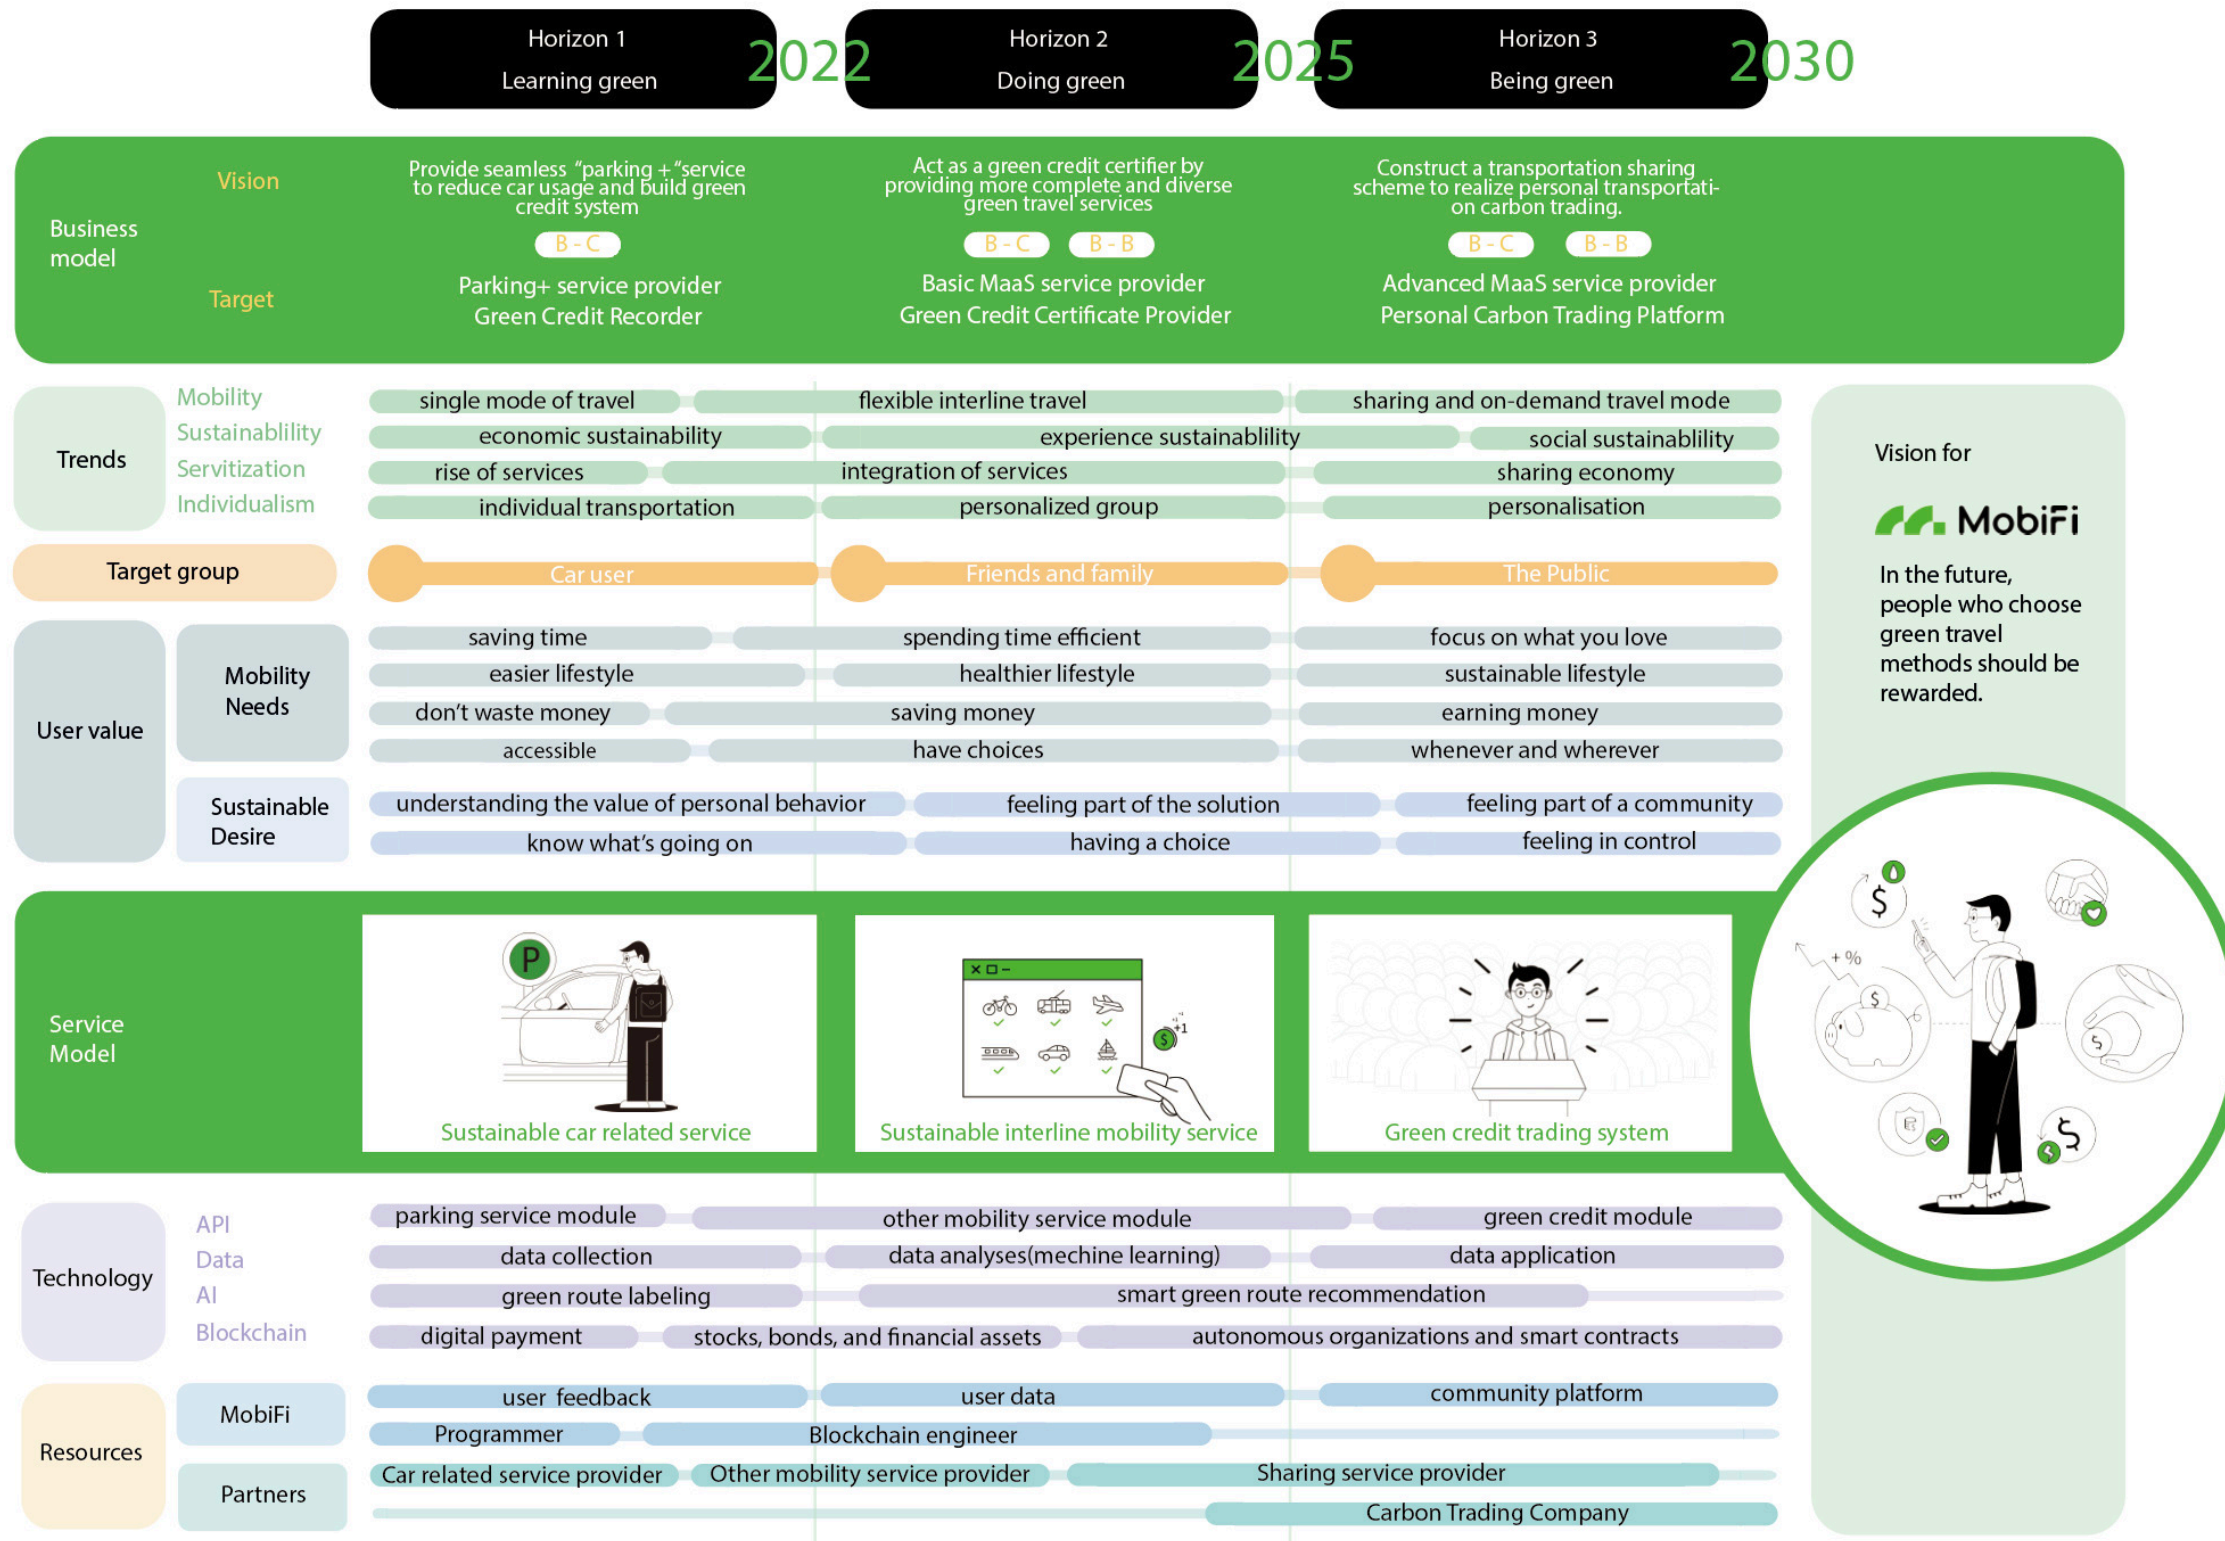 Horizon 1
Learning green
2022
Horizon 2
Doing green
2025
Horizon 3
Being green
2030
Business
model
Vision
Provide seamless “parking +“service
to reduce car usage and build green
credit system
B - C
Act as a green credit certifier by
providing more complete and diverse
green travel services
B - C
B - B
Construct a transportation sharing
scheme to realize personal transportati-
on carbon trading.
B - C
B - B
Target
Parking+ service provider
Green Credit Recorder
Basic MaaS service provider
Green Credit Certificate Provider
Advanced MaaS service provider
Personal Carbon Trading Platform
Trends
Mobility
single mode of travel
flexible interline travel
sharing and on-demand travel mode
Sustainablility
economic sustainability
experience sustainablility
social sustainablility
Servitization
rise of services
integration of services
sharing economy
Individualism
individual transportation
personalized group
personalisation
Target group
Car user
Friends and family
The Public
User value
Mobility
Needs
saving time
spending time efficient
focus on what you love
easier lifestyle
healthier lifestyle
sustainable lifestyle
don’t waste money
saving money
earning money
accessible
have choices
whenever and wherever
Sustainable
Desire
understanding the value of personal behavior
feeling part of the solution
feeling part of a community
know what’s going on
having a choice
feeling in control
Vision for
MobiFi
In the future,
people who choose
green travel
methods should be
rewarded.
Service
Model
P
Sustainable car related service
$
+1
Sustainable interline mobility service
Green credit trading system
$
+ %
$
$
$
Technology
API
parking service module
other mobility service module
green credit module
Data
data collection
data analyses(mechine learning)
data application
AI
green route labeling
smart green route recommendation
Blockchain
digital payment
stocks, bonds, and financial assets
autonomous organizations and smart contracts
Resources
MobiFi
user feedback
user data
community platform
Programmer
Blockchain engineer
Partners
Car related service provider
Other mobility service provider
Sharing service provider
Carbon Trading Company